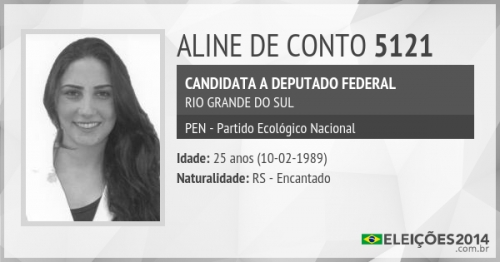 ALINE DE CONTO 5121
CANDIDATA A DEPUTADO FEDERAL
RIO GRANDE DO SUL
PEN - Partido Ecológico Nacional
Idade: 25 anos (10-02-1989)
Naturalidade: RS - Encantado
ELEIÇÕES2014
.com.br